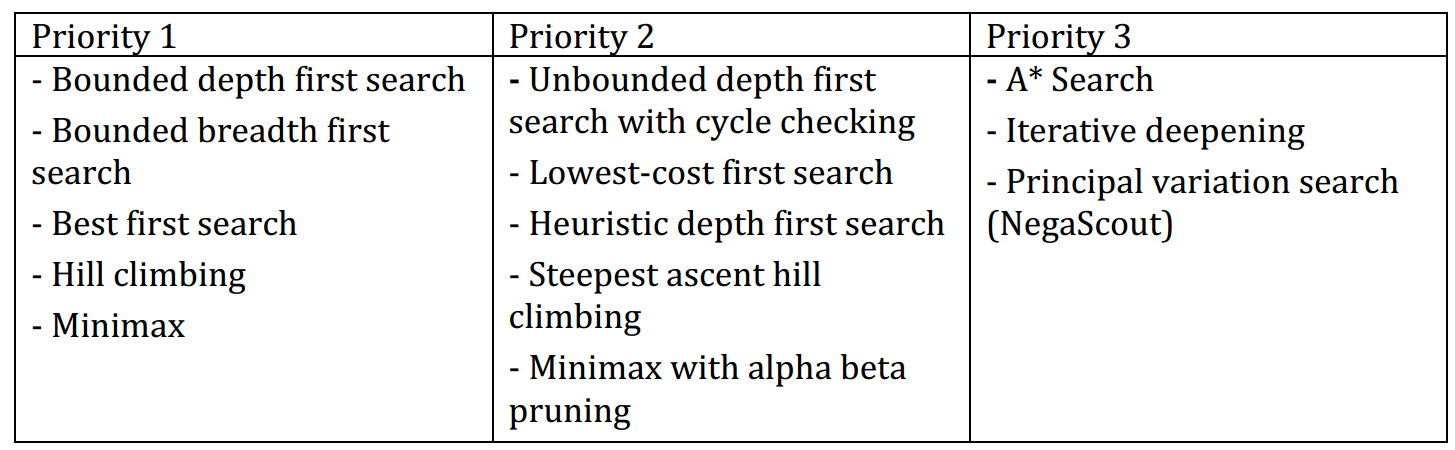 Priority 1
- Bounded depth first search
- Bounded breadth first
search
- Best first search
- Hill climbing
- Minimax
Priority 2
- Unbounded depth first
search with cycle checking
- Lowest-cost first search
- Heuristic depth first search
- Steepest ascent hill
climbing
- Minimax with alpha beta
pruning
Priority 3
- A* Search
- Iterative deepening
- Principal variation search
(NegaScout)